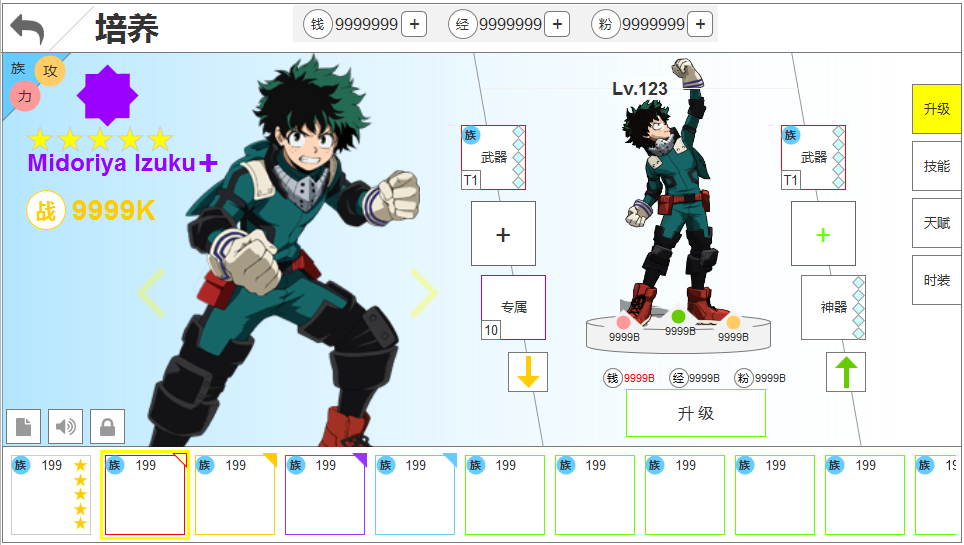 培养
钱 9999999 +
经 9999999 +
粉 9999999 +
族 攻
力
Midoriya Izuku+
战 9999K
Lv.123
族
武器
T1
+
专属
10
族
武器
T1
+
神器
9999B
9999B
9999B
钱 9999B 经 9999B 粉 9999B
升 级
升级
技能
天赋
时装
族 199
族 199
族 199
族 199
族 199
族 199
族 199
族 199
族 199
族 199
族 19